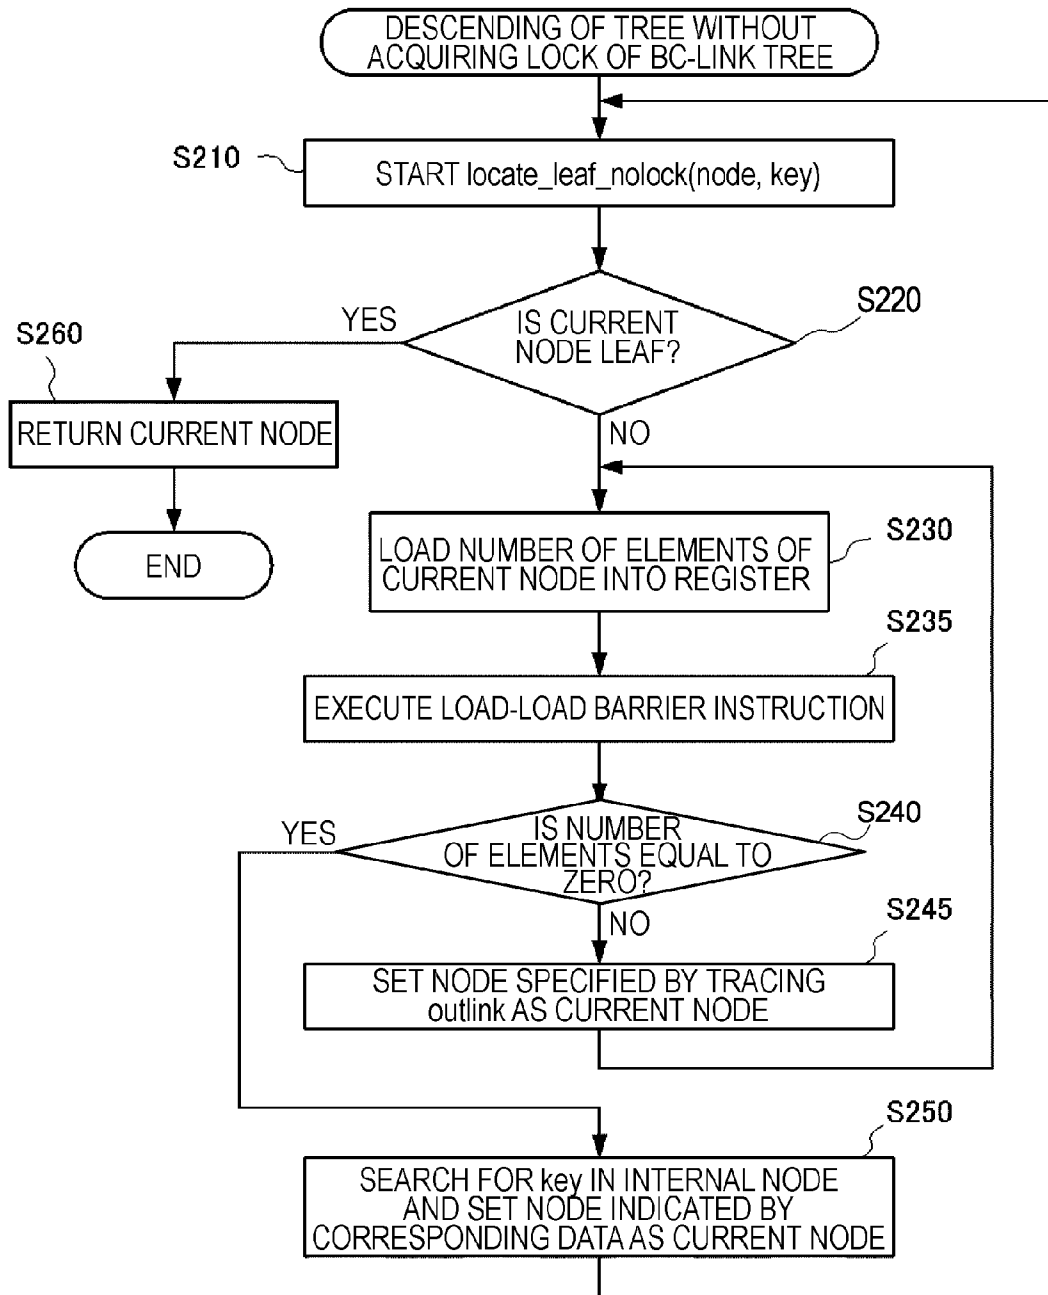 DESCENDING OF TREE WITHOUT
ACQUIRING LOCK OF BC-LINK TREE
S210
START locate_leaf_nolock(node, key)
S220
IS CURRENT
NODE LEAF?
YES
NO
S260
RETURN CURRENT NODE
END
S230
LOAD NUMBER OF ELEMENTS OF
CURRENT NODE INTO REGISTER
S235
EXECUTE LOAD-LOAD BARRIER INSTRUCTION
S240
IS NUMBER
OF ELEMENTS EQUAL TO
ZERO?
YES
NO
S245
SET NODE SPECIFIED BY TRACING
outlink AS CURRENT NODE
S250
SEARCH FOR key IN INTERNAL NODE
AND SET NODE INDICATED BY
CORRESPONDING DATA AS CURRENT NODE